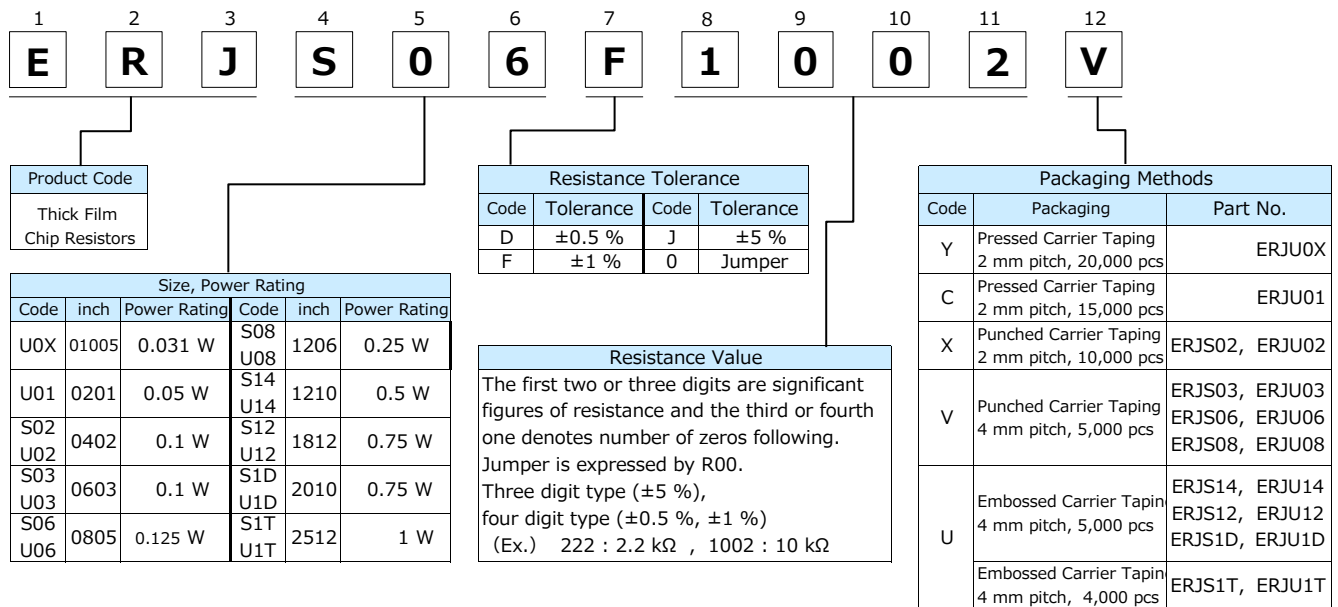 1 2 3 4 5 6 7 8 9 10 11 12
E R J S 0 6 F 1 0 0 2 V
Product Code
Thick Film
Chip Resistors
Size, Power Rating
Code inch Power Rating Code inch Power Rating
U0X 01005 0.031 W S08 U08 1206 0.25 W
U01 0201 0.05 W S14 U14 1210 0.5 W
S02 U02 0402 0.1 W S12 U12 1812 0.75 W
S03 U03 0603 0.1 W S1D U1D 2010 0.75 W
S06 U06 0805 0.125 W S1T U1T 2512 1 W
Resistance Tolerance
Code Tolerance Code Tolerance
D ±0.5 % J ±5 %
F ±1 % 0 Jumper
Resistance Value
The first two or three digits are significant
figures of resistance and the third or fourth
one denotes number of zeros following.
Jumper is expressed by R00.
Three digit type (±5 %),
four digit type (±0.5 %, ±1 %)
（Ex.） 222 : 2.2 kΩ , 1002 : 10 kΩ
Packaging Methods
Code Packaging Part No.
Y Pressed Carrier Taping
2 mm pitch, 20,000 pcs ERJU0X
C Pressed Carrier Taping
2 mm pitch, 15,000 pcs ERJU01
X Punched Carrier Taping
2 mm pitch, 10,000 pcs ERJS02, ERJU02
V Punched Carrier Taping
4 mm pitch, 5,000 pcs
ERJS03, ERJU03
ERJS06, ERJU06
ERJS08, ERJU08
U Embossed Carrier Tapin
4 mm pitch, 5,000 pcs
ERJS14, ERJU14
ERJS12, ERJU12
ERJS1D, ERJU1D
Embossed Carrier Tapin
4 mm pitch, 4,000 pcs ERJS1T, ERJU1T